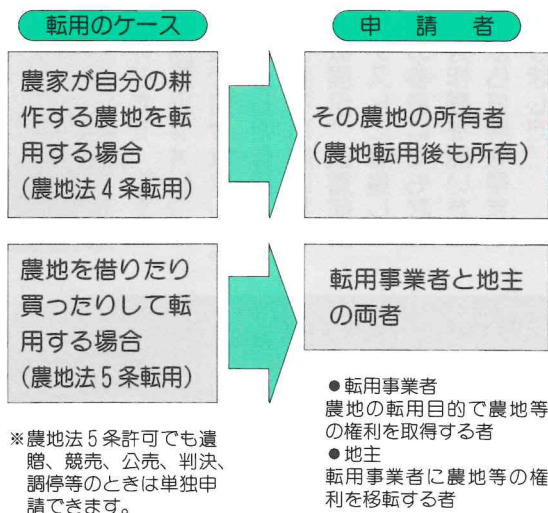 転用のケース
申請者
農家が自分の耕
作する農地を転
用する場合
(農地法4条転用)
その農地の所有者
(農地転用後も所有)
農地を借りたり
買ったりして転
用する場合
(農地法5条転用)
転用事業者と地主
の両者
※農地法5条許可でも遺
贈、競売、公売、判決、
調停等のときは単独申
請できます。
●転用事業者
農地の転用目的で農地等
の権利を取得する者
●地主
転用事業者に農地等の権
利を移転する者